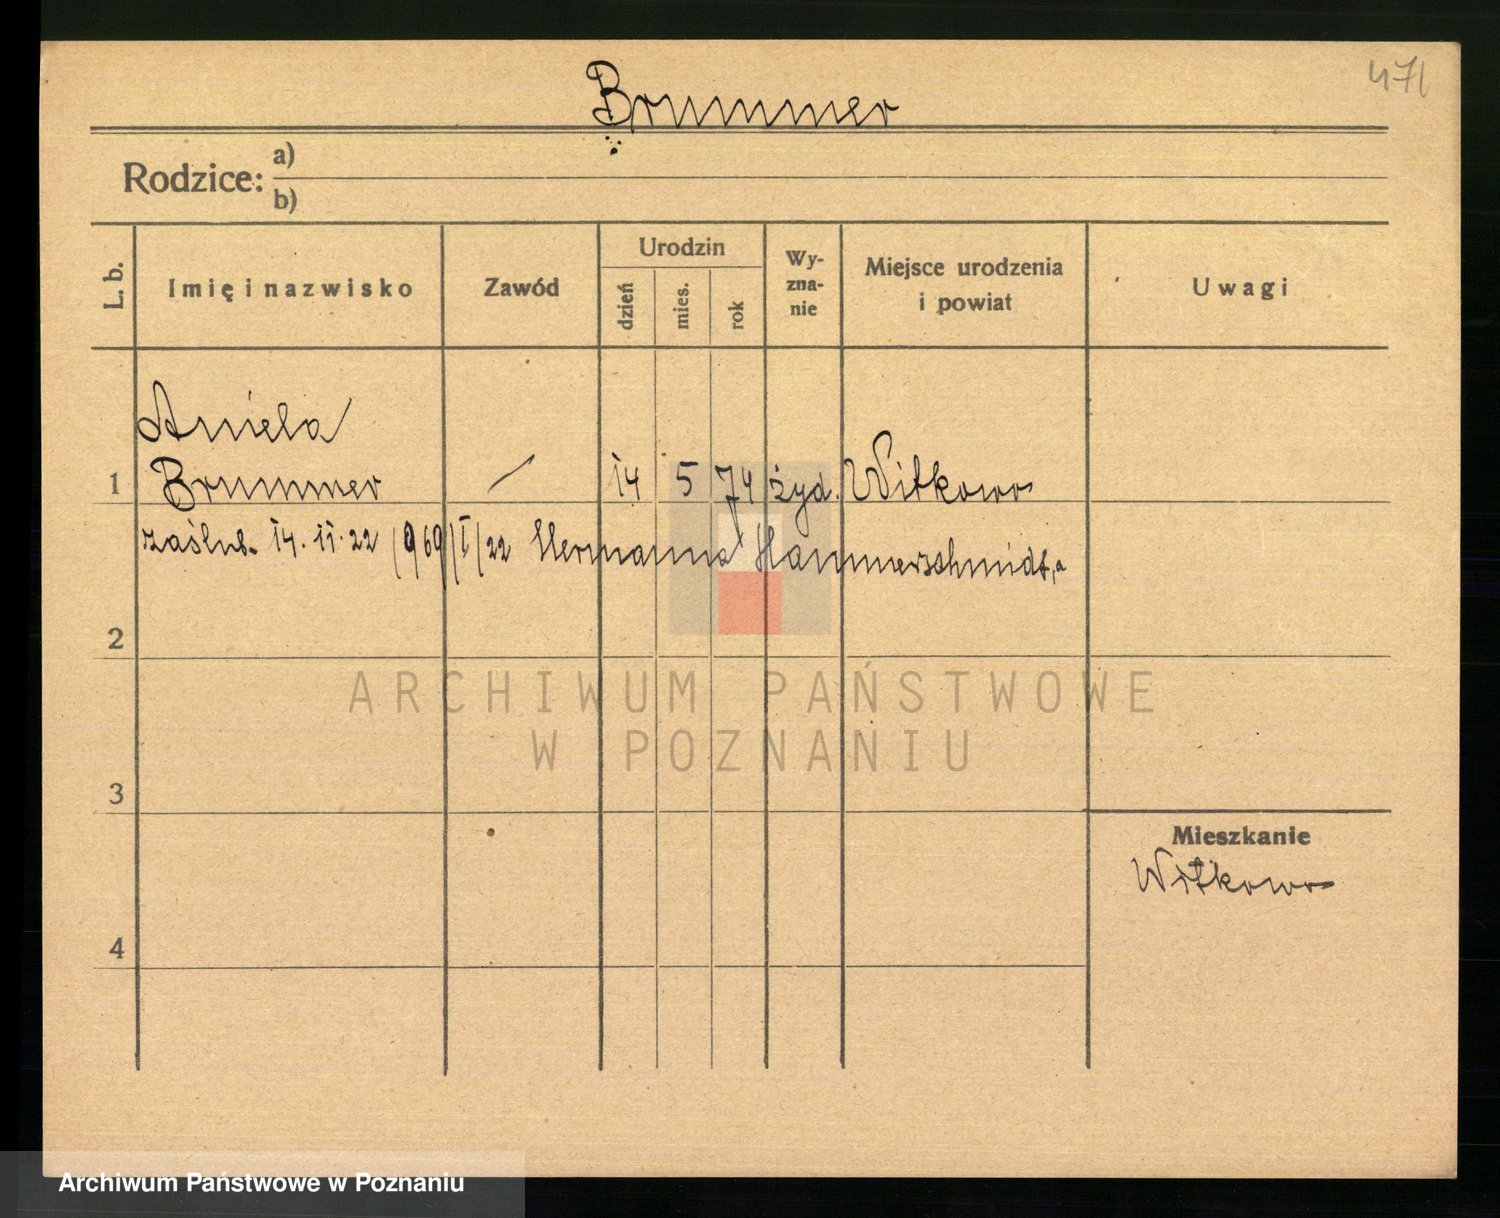 471
Brummer
Rodzice: a)
b)
L. b.
Imię i nazwisko
Zawód
Urodzin
dzień
mies.
rok
Wy-
zna-
nie
Miejsce urodzenia
i powiat
Uwagi
Aniela
1 Brummer — 14 5 74 żyd. Witkowo
zaślub. 14.11.22 /969/I/22 Hermanna Hammerschmidt,a
2
ARCHIWUM PAŃSTWOWE
W POZNANIU
3
Mieszkanie
Witkowo
4
Archiwum Państwowe w Poznaniu